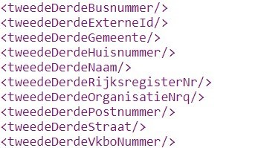 <tweedeDerdeBusnummer/>
<tweedeDerdeExterneId/>
<tweedeDerdeGemeente/>
<tweedeDerdeHuisnummer/>
<tweedeDerdeNaam/>
<tweedeDerdeRijksregisterNr/>
<tweedeDerdeOrganisatieNrq/>
<tweedeDerdePostnummer/>
<tweedeDerdeStraat/>
<tweedeDerdeVkboNummer/>